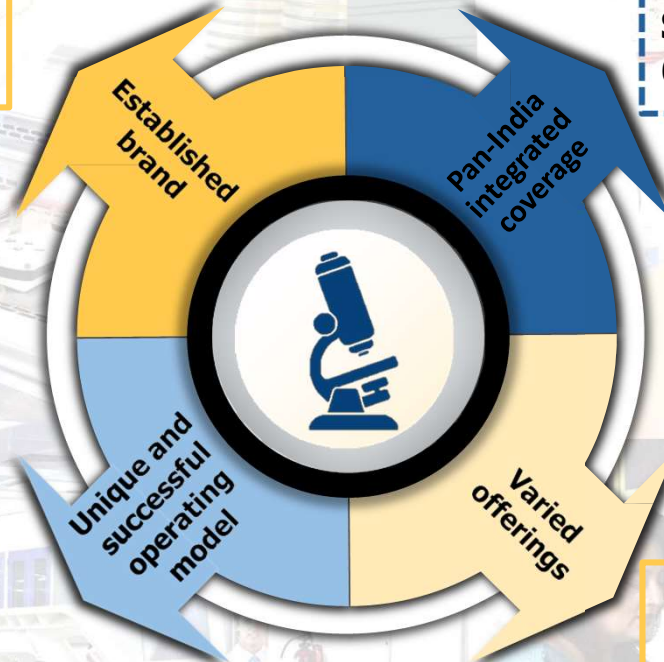 Established
brand
Pan-India
integrated
coverage
Unique and
successful
operating
model
Varied
offerings